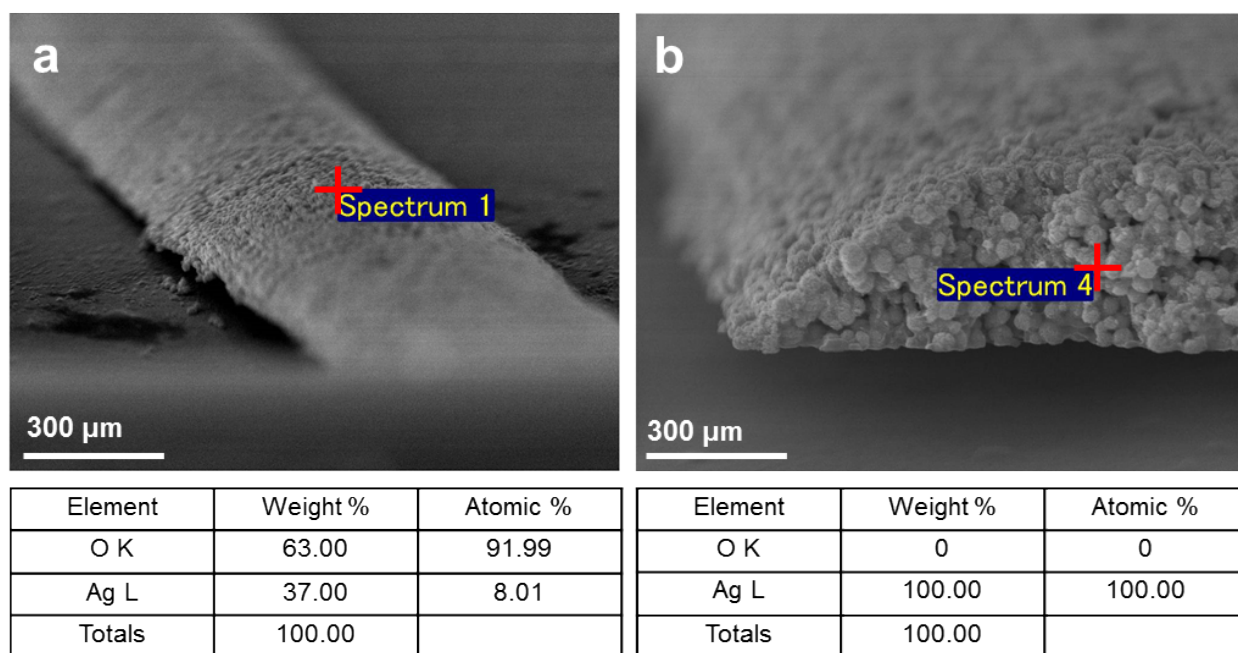 a
Spectrum 1
300 µm
b
Spectrum 4
300 µm
Element Weight % Atomic %
O K 63.00 91.99
Ag L 37.00 8.01
Totals 100.00
Element Weight % Atomic %
O K 0 0
Ag L 100.00 100.00
Totals 100.00